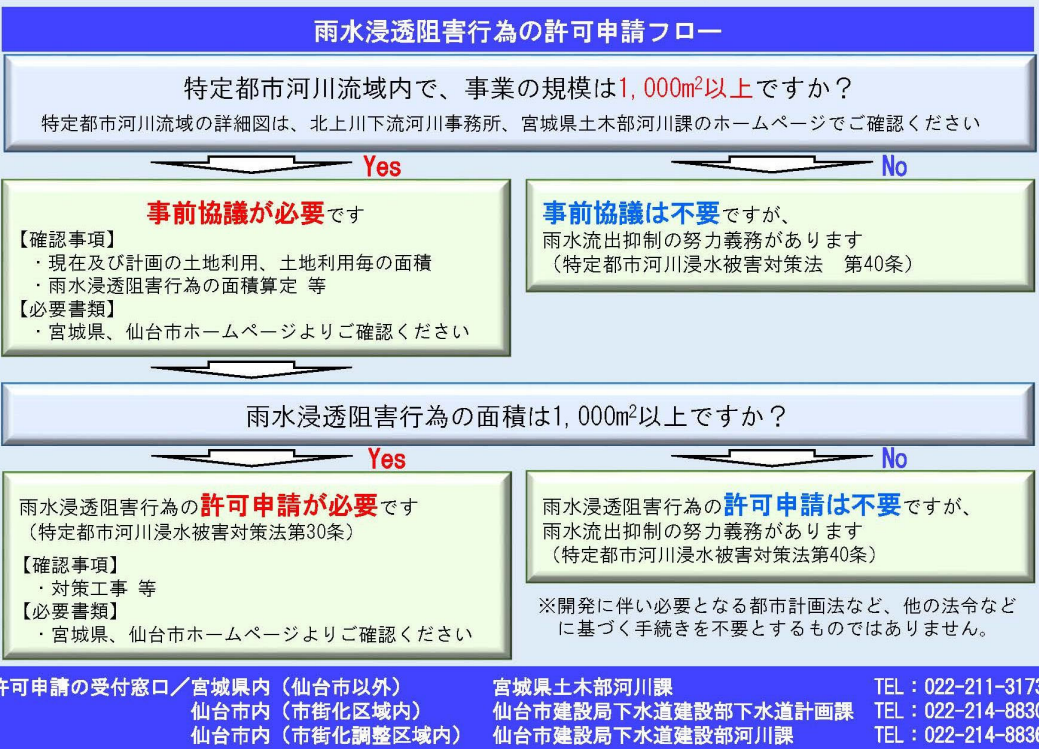 雨水浸透阻害行為の許可申請フロー
特定都市河川流域内で、事業の規模は1,000m²以上ですか？
特定都市河川流域の詳細図は、北上川下流河川事務所、宮城県土木部河川課のホームページでご確認ください
Yes
No
事前協議が必要です
【確認事項】
・現在及び計画の土地利用、土地利用毎の面積
・雨水浸透阻害行為の面積算定 等
【必要書類】
・宮城県、仙台市ホームページよりご確認ください
事前協議は不要ですが、
雨水流出抑制の努力義務があります
（特定都市河川浸水被害対策法　第40条）
雨水浸透阻害行為の面積は1,000m²以上ですか？
Yes
No
雨水浸透阻害行為の許可申請が必要です
（特定都市河川浸水被害対策法第30条）
【確認事項】
・対策工事 等
【必要書類】
・宮城県、仙台市ホームページよりご確認ください
雨水浸透阻害行為の許可申請は不要ですが、
雨水流出抑制の努力義務があります
（特定都市河川浸水被害対策法第40条）
※開発に伴い必要となる都市計画法など、他の法令など
に基づく手続きを不要とするものではありません。
許可申請の受付窓口／宮城県内（仙台市以外）　宮城県土木部河川課　TEL：022-211-3173
仙台市内（市街化区域内）　仙台市建設局下水道建設部下水道計画課　TEL：022-214-8830
仙台市内（市街化調整区域内）　仙台市建設局下水道建設部河川課　TEL：022-214-8836